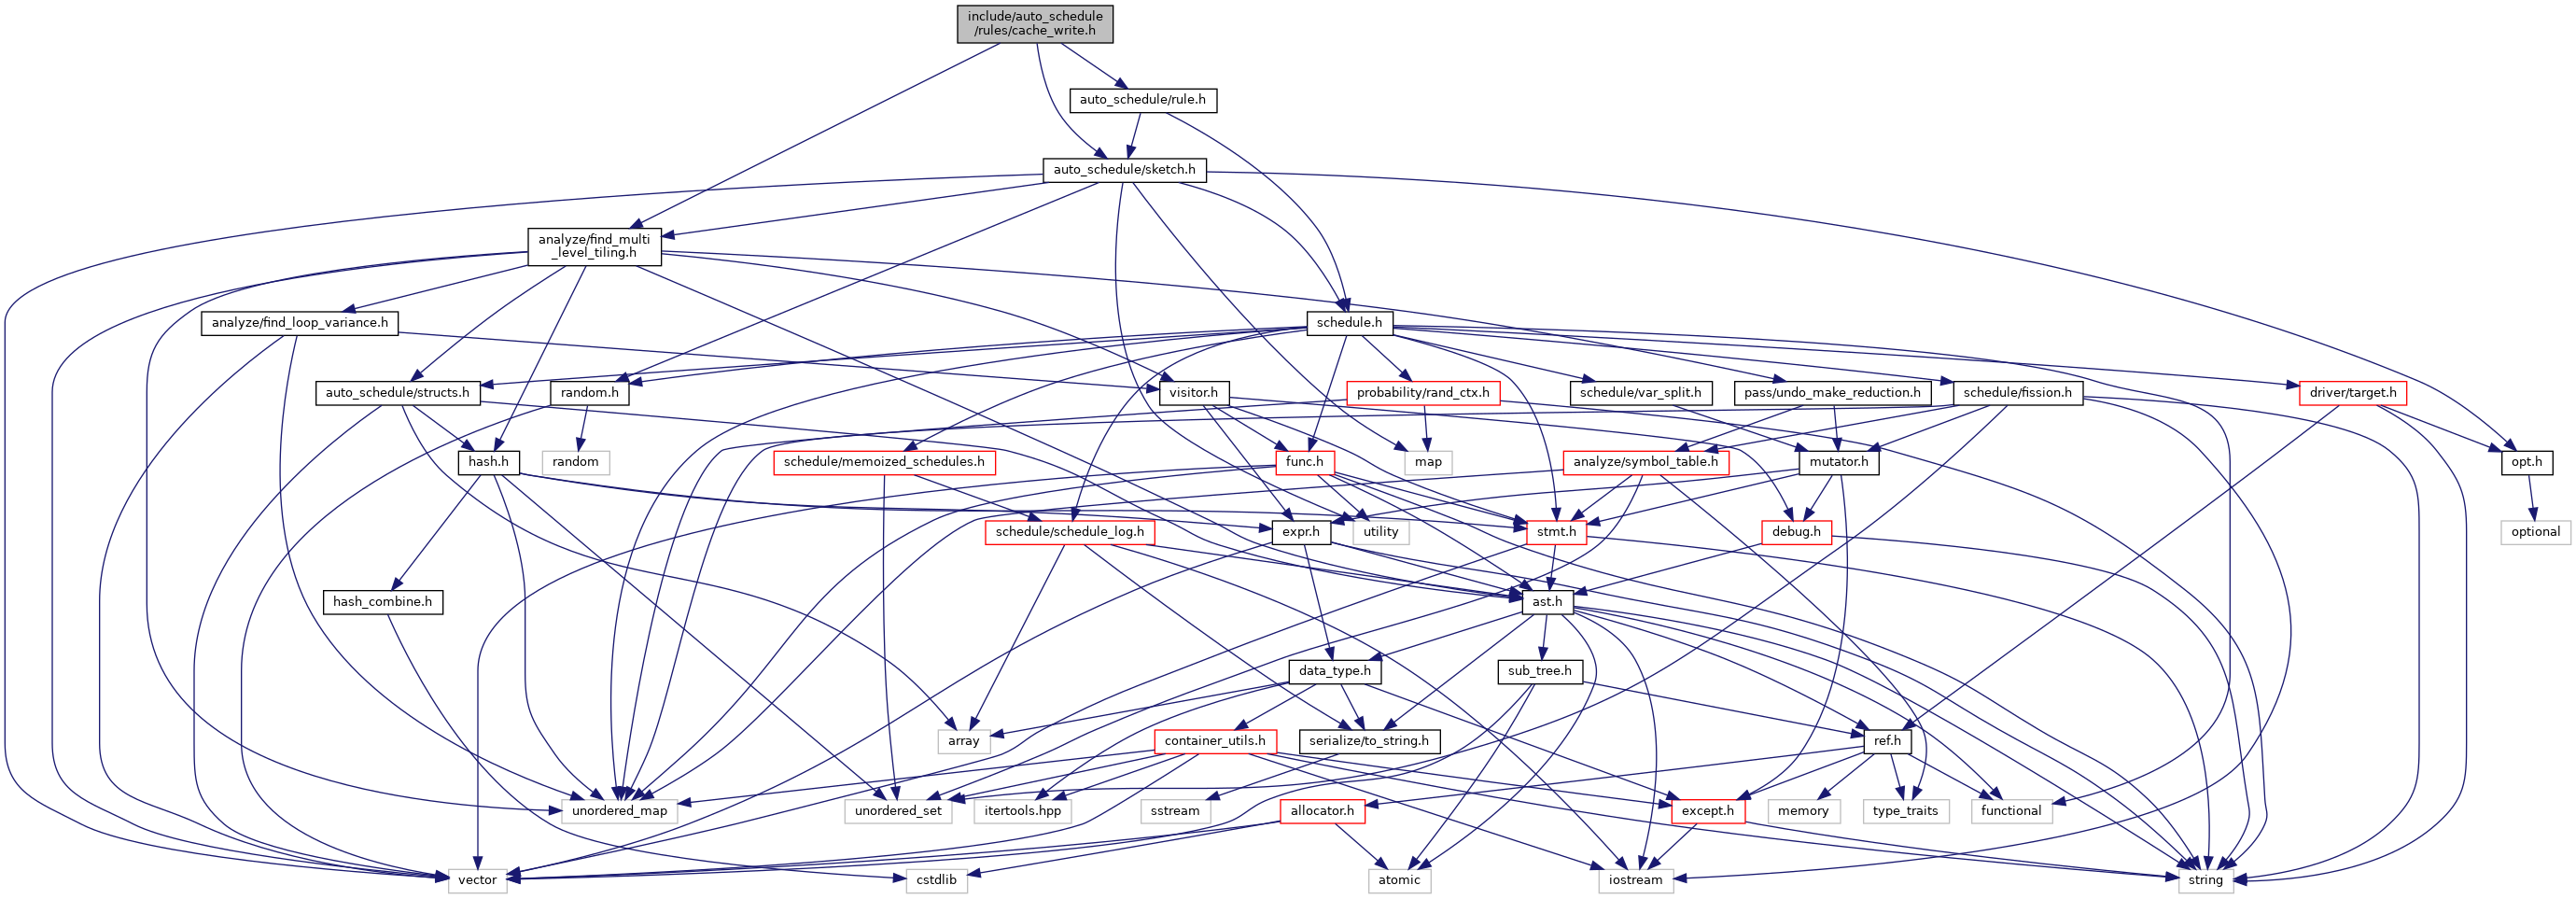 include/auto_schedule
/rules/cache_write.h
auto_schedule/rule.h
auto_schedule/sketch.h
analyze/find_multi
_level_tiling.h
analyze/find_loop_variance.h
schedule.h
auto_schedule/structs.h
random.h
visitor.h
probability/rand_ctx.h
schedule/var_split.h
pass/undo_make_reduction.h
schedule/fission.h
driver/target.h
hash.h
random
schedule/memoized_schedules.h
func.h
map
analyze/symbol_table.h
mutator.h
opt.h
schedule/schedule_log.h
expr.h
utility
stmt.h
debug.h
optional
hash_combine.h
ast.h
data_type.h
sub_tree.h
array
container_utils.h
serialize/to_string.h
ref.h
unordered_map
unordered_set
itertools.hpp
sstream
allocator.h
except.h
memory
type_traits
functional
vector
cstdlib
atomic
iostream
string